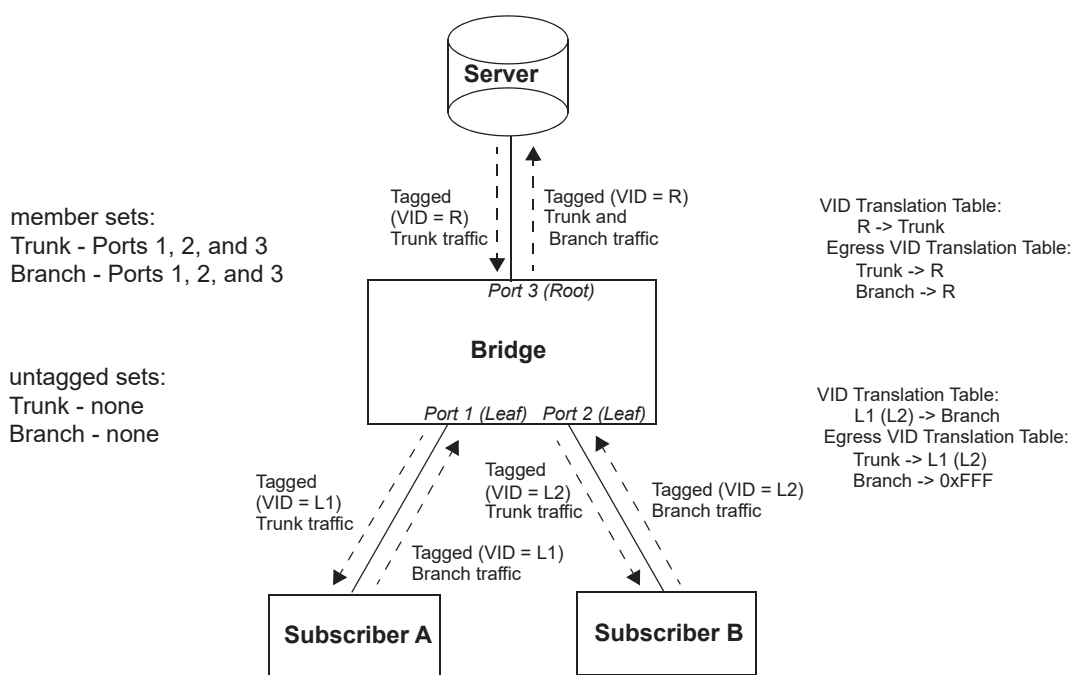 Server
Tagged
(VID = R)
Trunk traffic
Tagged (VID = R)
Trunk and
Branch traffic
member sets:
Trunk - Ports 1, 2, and 3
Branch - Ports 1, 2, and 3
VID Translation Table:
R -> Trunk
Egress VID Translation Table:
Trunk -> R
Branch -> R
Port 3 (Root)
Bridge
untagged sets:
Trunk - none
Branch - none
Port 1 (Leaf)
Port 2 (Leaf)
VID Translation Table:
L1 (L2) -> Branch
Egress VID Translation Table:
Trunk -> L1 (L2)
Branch -> 0xFFF
Tagged
(VID = L1)
Trunk traffic
Tagged (VID = L1)
Branch traffic
Tagged
(VID = L2)
Trunk traffic
Tagged (VID = L2)
Branch traffic
Subscriber A
Subscriber B